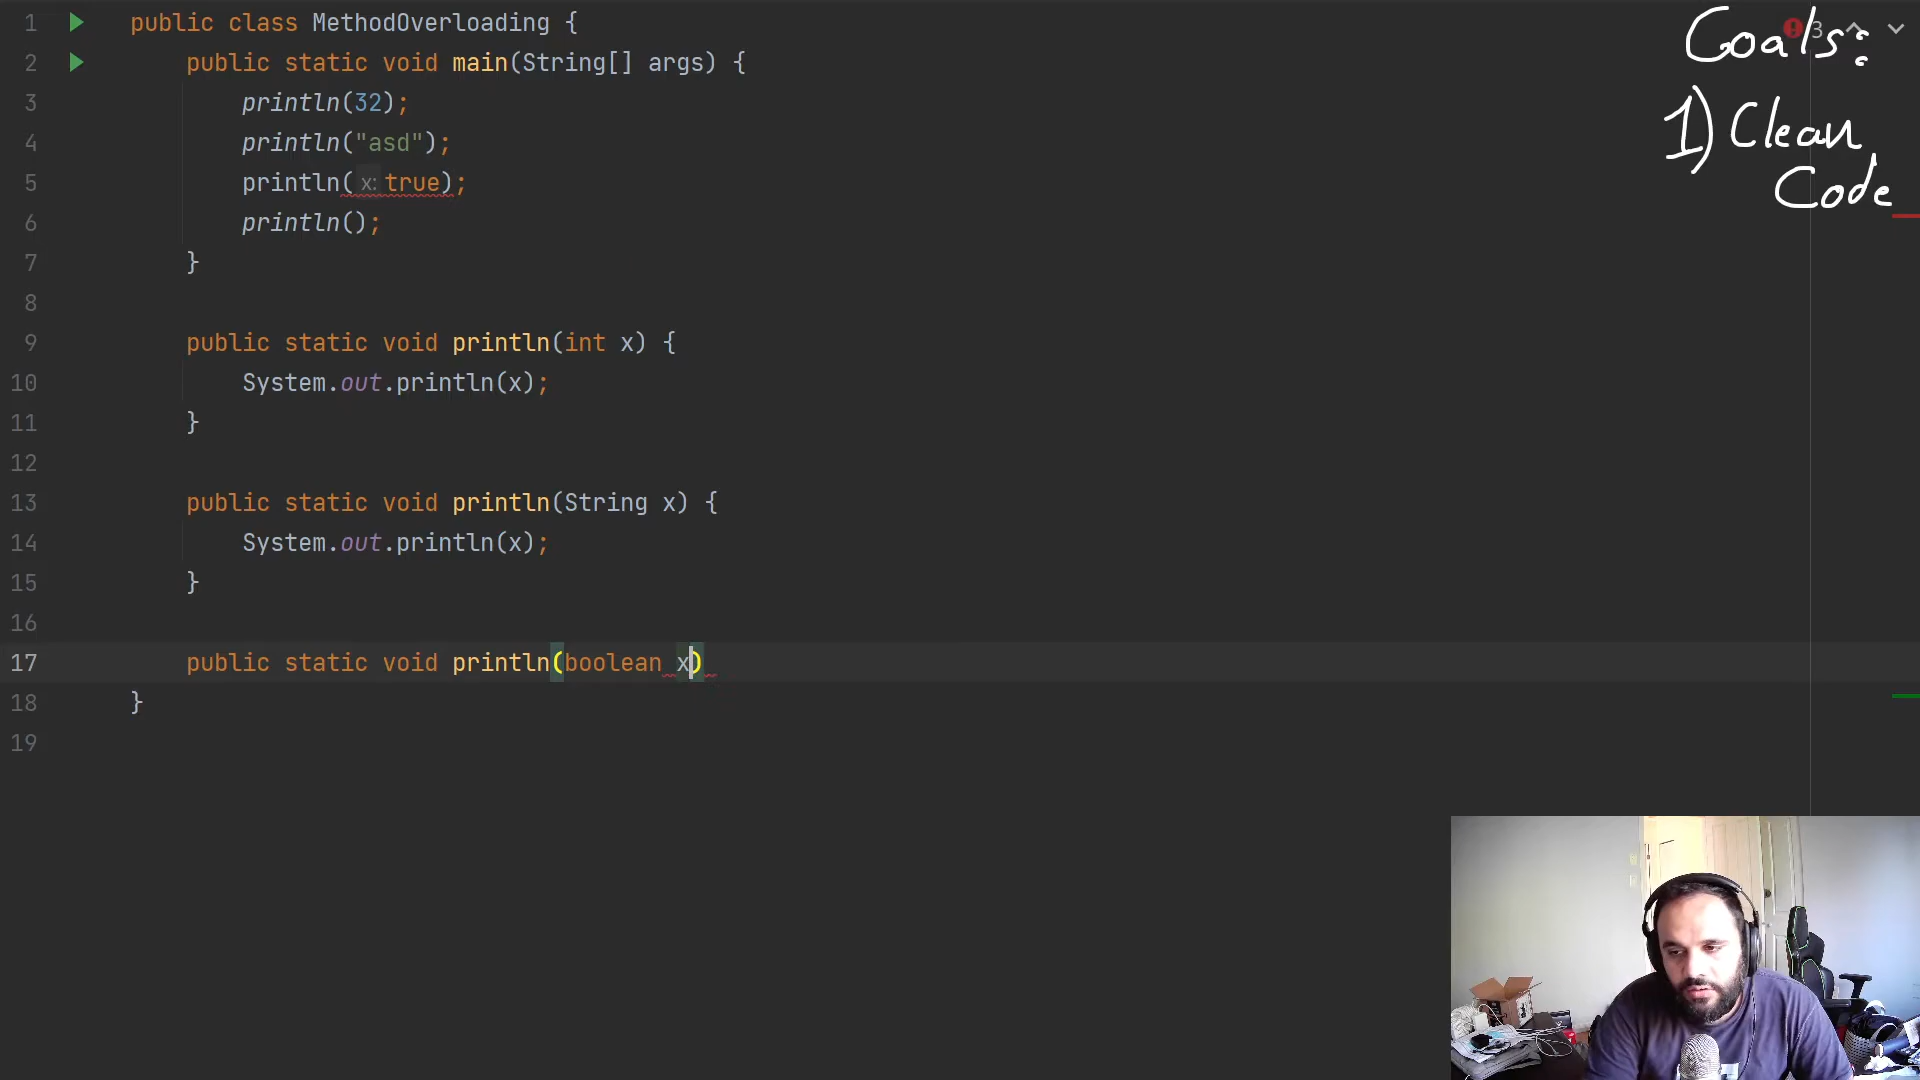 1 public class MethodOverloading {
2 public static void main(String[] args) {
3 println(32);
4 println("asd");
5 println( x: true);
6 println();
7 }
8
9 public static void println(int x) {
10 System.out.println(x);
11 }
12
13 public static void println(String x) {
14 System.out.println(x);
15 }
16
17 public static void println(boolean x)
18 }
19
3
Goals:
1) Clean
Code